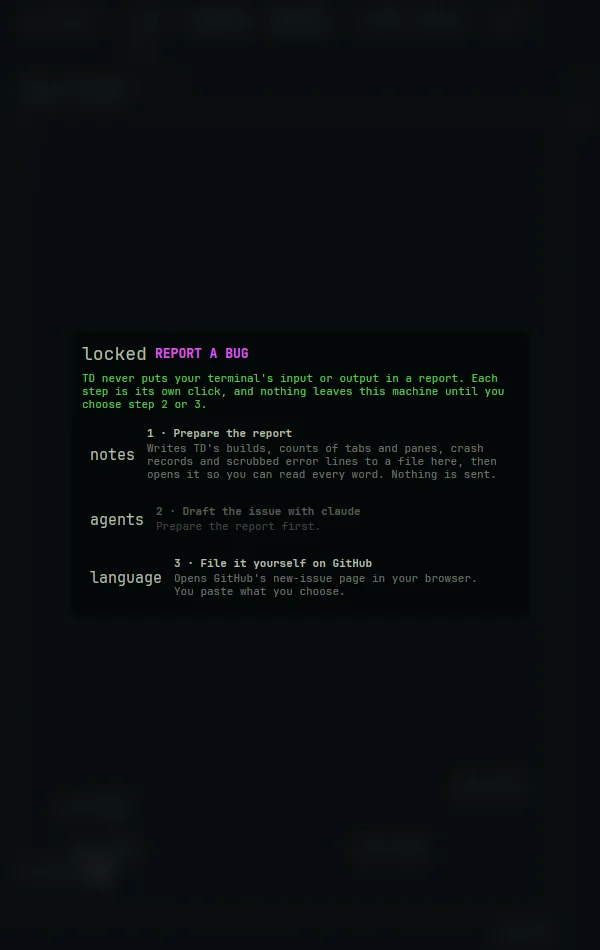 locked REPORT A BUG
TD never puts your terminal's input or output in a report. Each
step is its own click, and nothing leaves this machine until you
choose step 2 or 3.
1 · Prepare the report
notes
Writes TD's builds, counts of tabs and panes, crash
records and scrubbed error lines to a file here, then
opens it so you can read every word. Nothing is sent.
2 · Draft the issue with claude
agents
Prepare the report first.
3 · File it yourself on GitHub
language
Opens GitHub's new-issue page in your browser.
You paste what you choose.